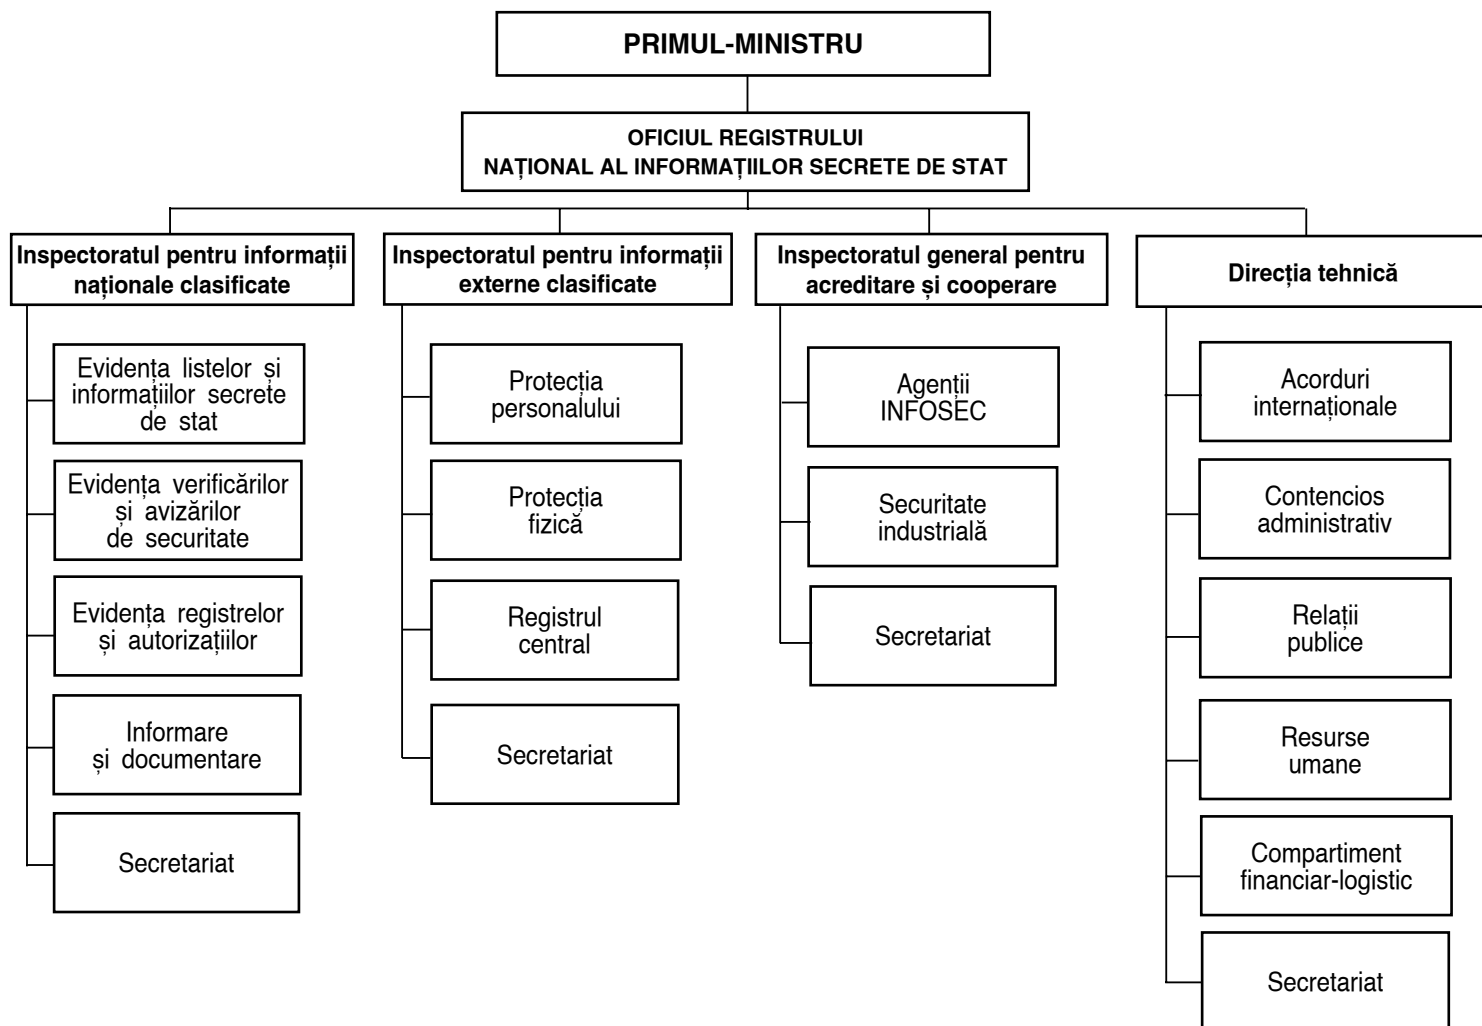 PRIMUL-MINISTRU
OFICIUL REGISTRULUI
NAȚIONAL AL INFORMAȚIILOR SECRETE DE STAT
Inspectoratul pentru informații
naționale clasificate
Evidența listelor și
informațiilor secrete
de stat
Evidența verificărilor
și avizărilor
de securitate
Evidența registrelor
și autorizațiilor
Informare
și documentare
Secretariat
Inspectoratul pentru informații
externe clasificate
Protecția
personalului
Protecția
fizică
Registrul
central
Secretariat
Inspectoratul general pentru
acreditare și cooperare
Agenții
INFOSEC
Securitate
industrială
Secretariat
Direcția tehnică
Acorduri
internaționale
Contencios
administrativ
Relații
publice
Resurse
umane
Compartiment
financiar-logistic
Secretariat